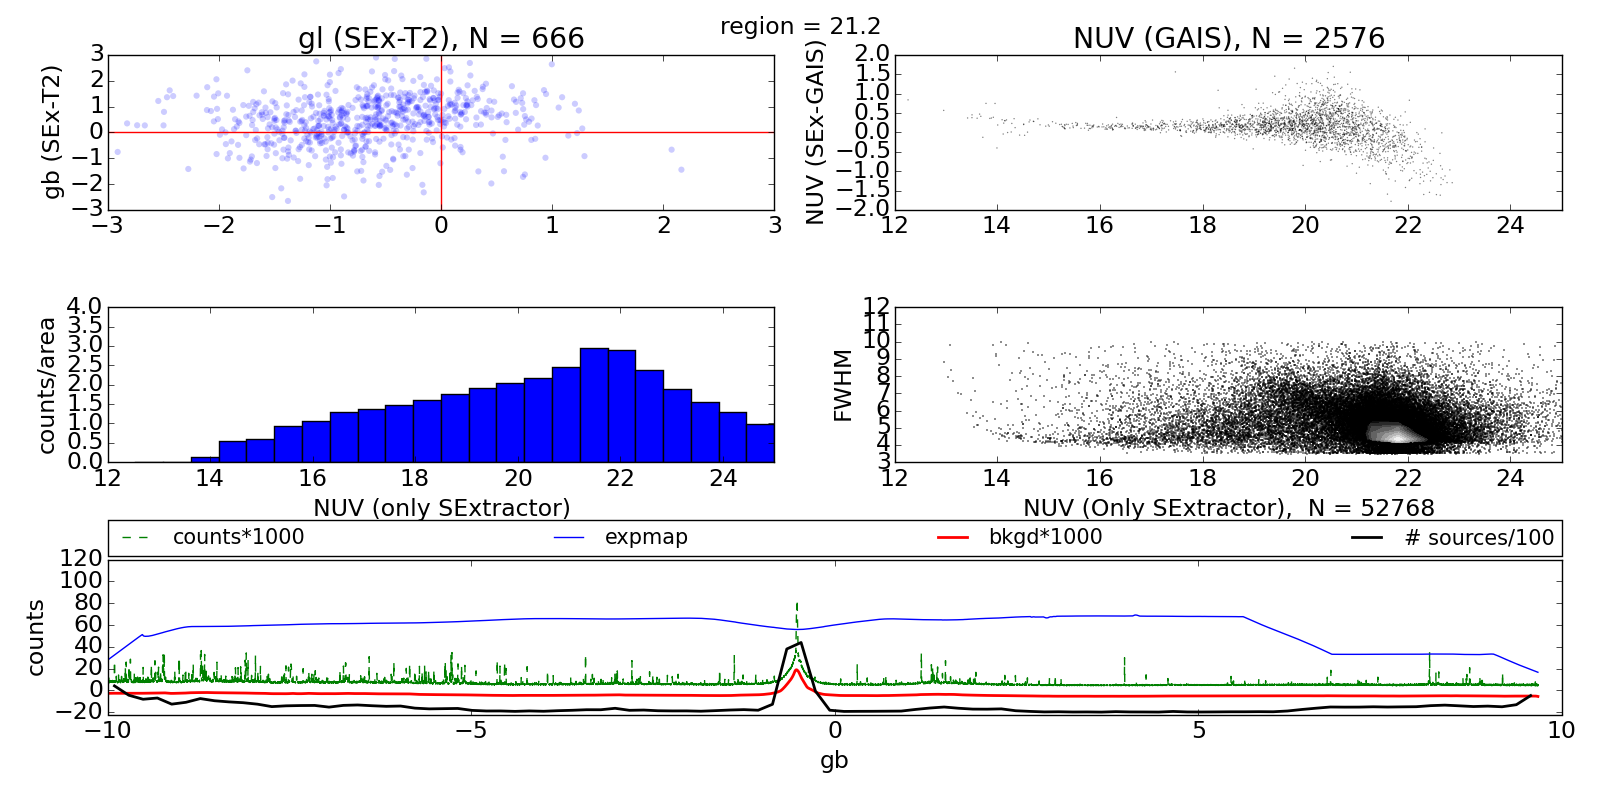 region = 21.2
gl (SEx-T2), N = 666
NUV (GAIS), N = 2576
gb (SEx-T2)
3
2
1
0
−1
−2
−3
−3 −2 −1 0 1 2 3
NUV (SEx-GAIS)
2.0
1.5
1.0
0.5
0.0
−0.5
−1.0
−1.5
−2.0
12 14 16 18 20 22 24
counts/area
4.0
3.5
3.0
2.5
2.0
1.5
1.0
0.5
0.0
12 14 16 18 20 22 24
NUV (only SExtractor)
FWHM
12
11
10
9
8
7
6
5
4
3
12 14 16 18 20 22 24
NUV (Only SExtractor), N = 52768
counts*1000 expmap bkgd*1000 # sources/100
counts
120
100
80
60
40
20
0
−20
−10 −5 0 5 10
gb